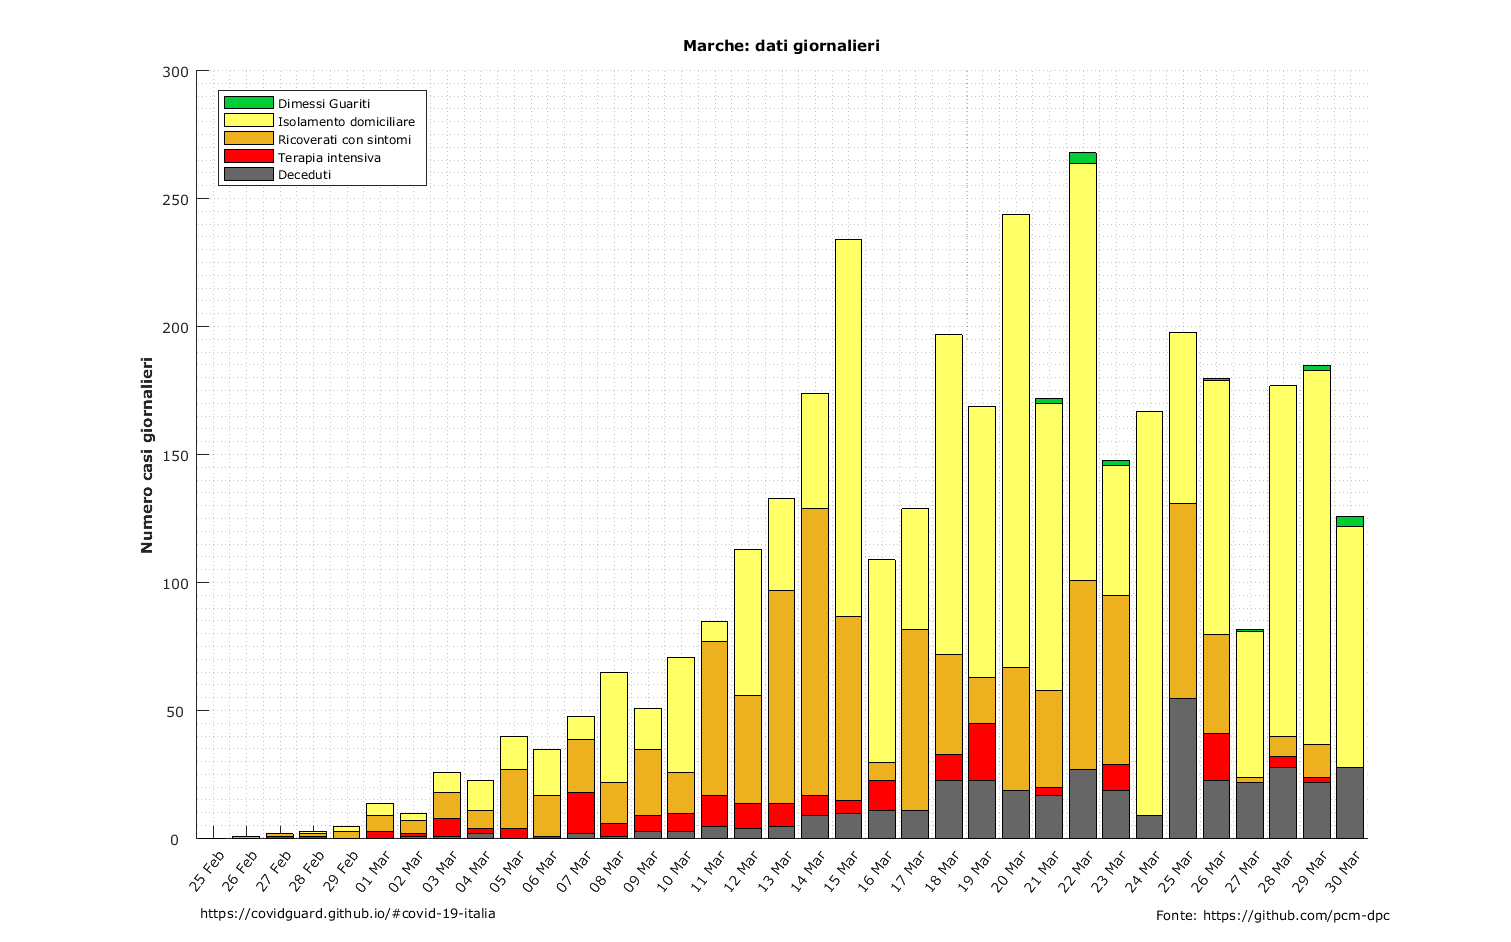 Marche: dati giornalieri
Numero casi giornalieri
300
250
200
150
100
50
0
Dimessi Guariti
Isolamento domiciliare
Ricoverati con sintomi
Terapia intensiva
Deceduti
25 Feb
26 Feb
27 Feb
28 Feb
29 Feb
01 Mar
02 Mar
03 Mar
04 Mar
05 Mar
06 Mar
07 Mar
08 Mar
09 Mar
10 Mar
11 Mar
12 Mar
13 Mar
14 Mar
15 Mar
16 Mar
17 Mar
18 Mar
19 Mar
20 Mar
21 Mar
22 Mar
23 Mar
24 Mar
25 Mar
26 Mar
27 Mar
28 Mar
29 Mar
30 Mar
https://covidguard.github.io/#covid-19-italia
Fonte: https://github.com/pcm-dpc